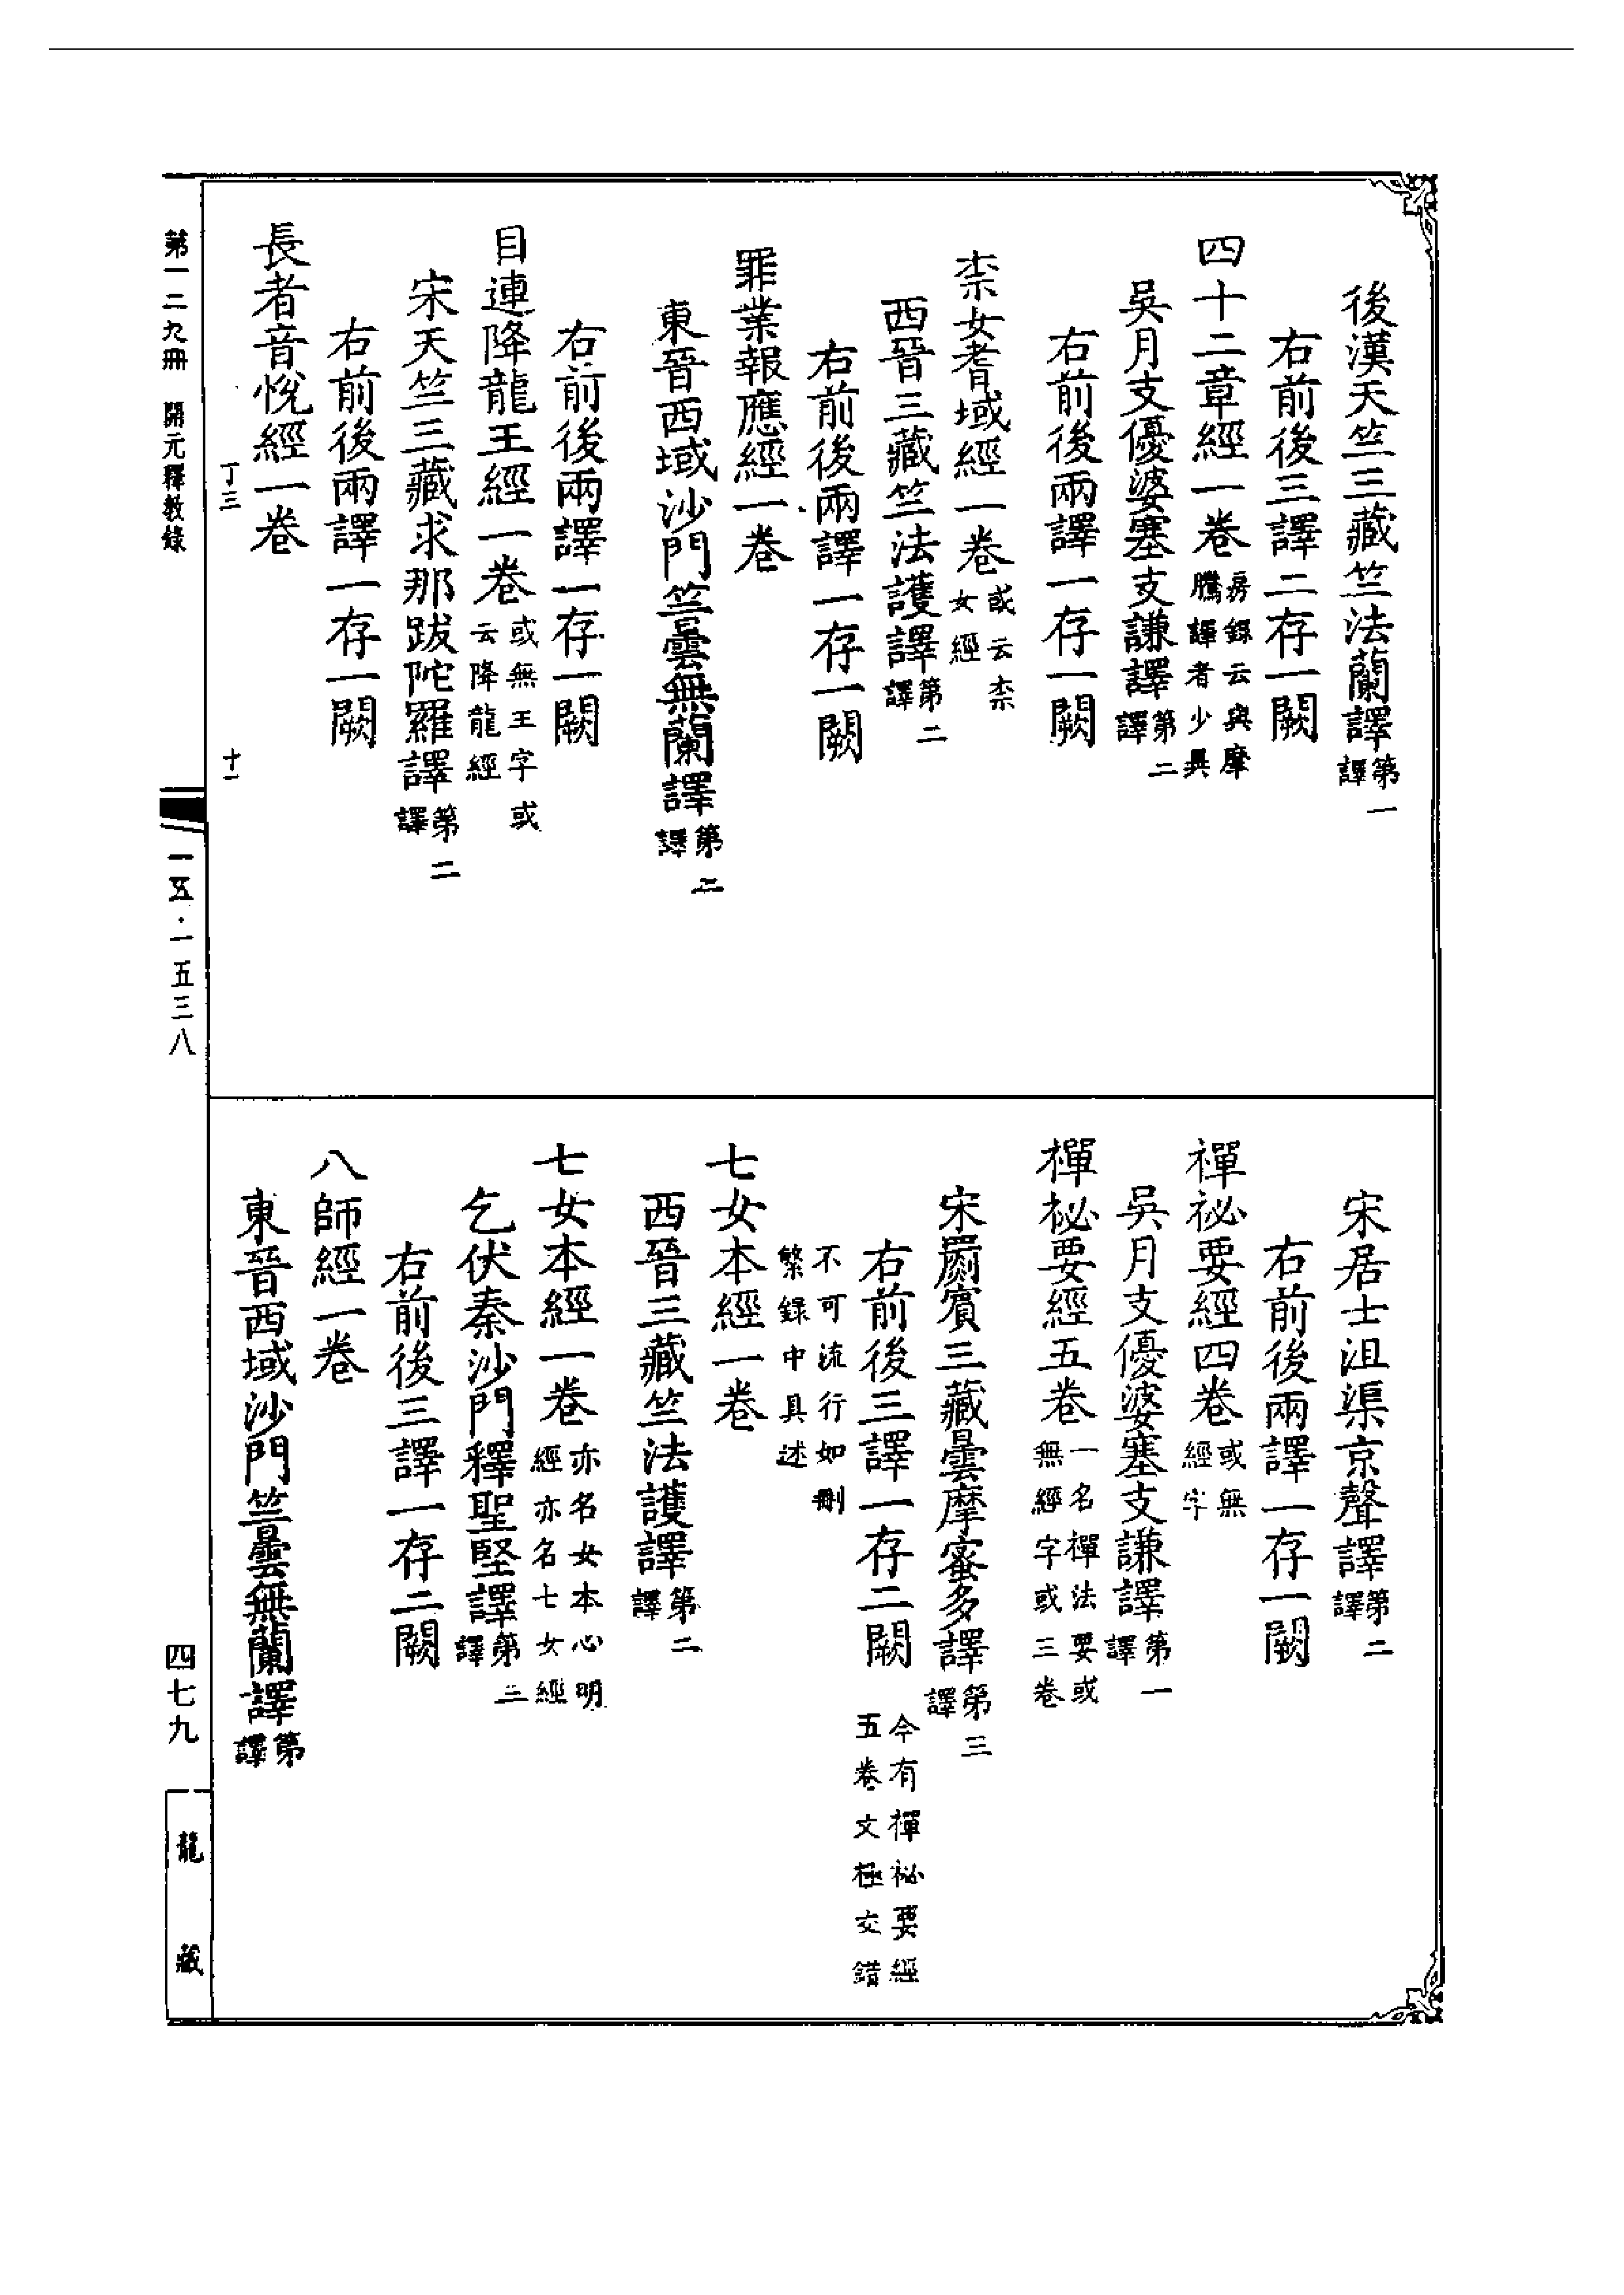 後漢天竺三藏竺法蘭譯第一譯
右前後三譯二存一闕
四十二章經一卷房錄云與摩騰譯者少異
吳月支優婆塞支謙譯第二譯
右前後兩譯一存一闕
柰女耆域經一卷或云柰女經
西晉三藏竺法護譯第二譯
右前後兩譯一存一闕
罪業報應經一卷
東晉西域沙門竺曇無蘭譯第二譯
右前後兩譯一存一闕
目連降龍王經一卷或無王字或云降龍經
宋天竺三藏求那跋陀羅譯第二譯
右前後兩譯一存一闕
長者音悅經一卷
丁三
十一
宋居士沮渠京聲譯第二譯
右前後兩譯一存一闕
禪祕要經四卷或無經字
吳月支優婆塞支謙譯第一譯
禪祕要經五卷一名禪法要或無經字或三卷
宋罽賓三藏曇摩蜜多譯第三譯
右前後三譯一存二闕今有禪祕要經五卷文極交錯
不可流行如刪繁錄中具述
七女本經一卷
西晉三藏竺法護譯第二譯
七女本經一卷亦名女本心明經亦名七女經
乞伏秦沙門釋聖堅譯第三譯
右前後三譯一存二闕
八師經一卷
東晉西域沙門竺曇無蘭譯第譯
第一二九冊 開元釋教錄
一五·一五三八
四七九
龍藏